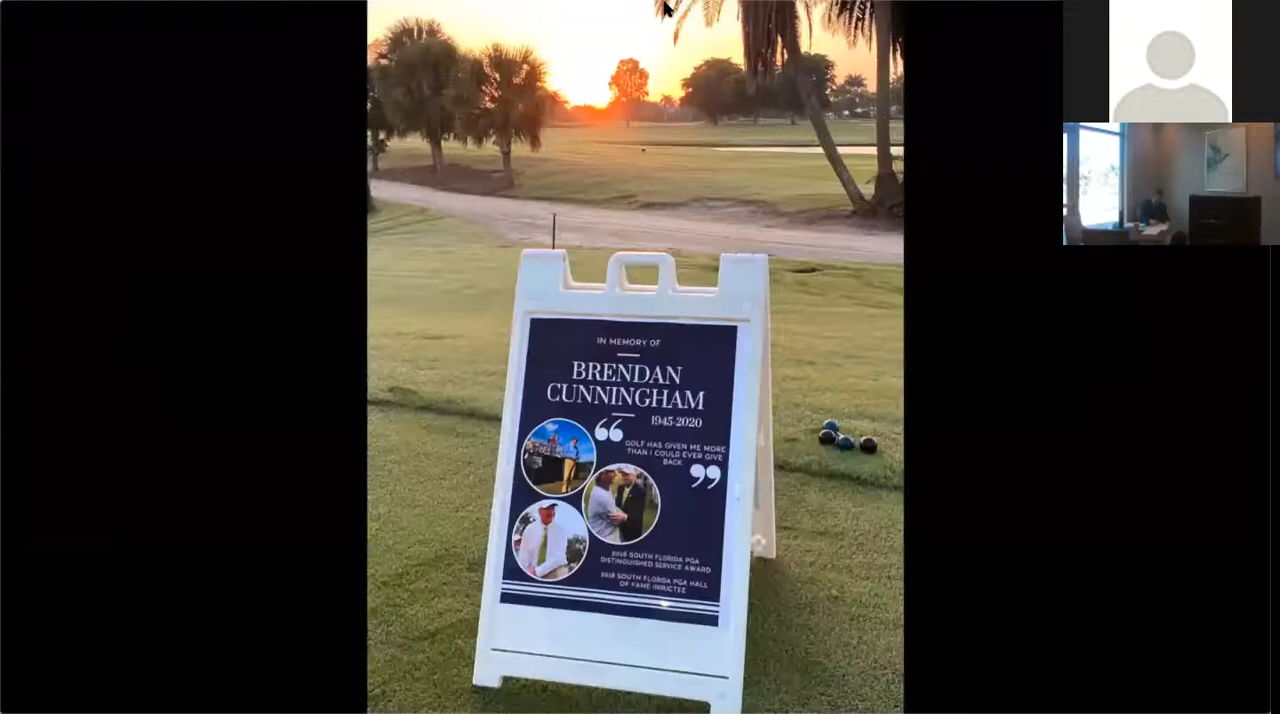 IN MEMORY OF
BRENDAN
CUNNINGHAM
1945-2020
“
GOLF HAS GIVEN ME MORE
THAN I COULD EVER GIVE
BACK
”
2016 SOUTH FLORIDA PGA
DISTINGUISHED SERVICE AWARD
2018 SOUTH FLORIDA PGA HALL
OF FAME INDUCTEE